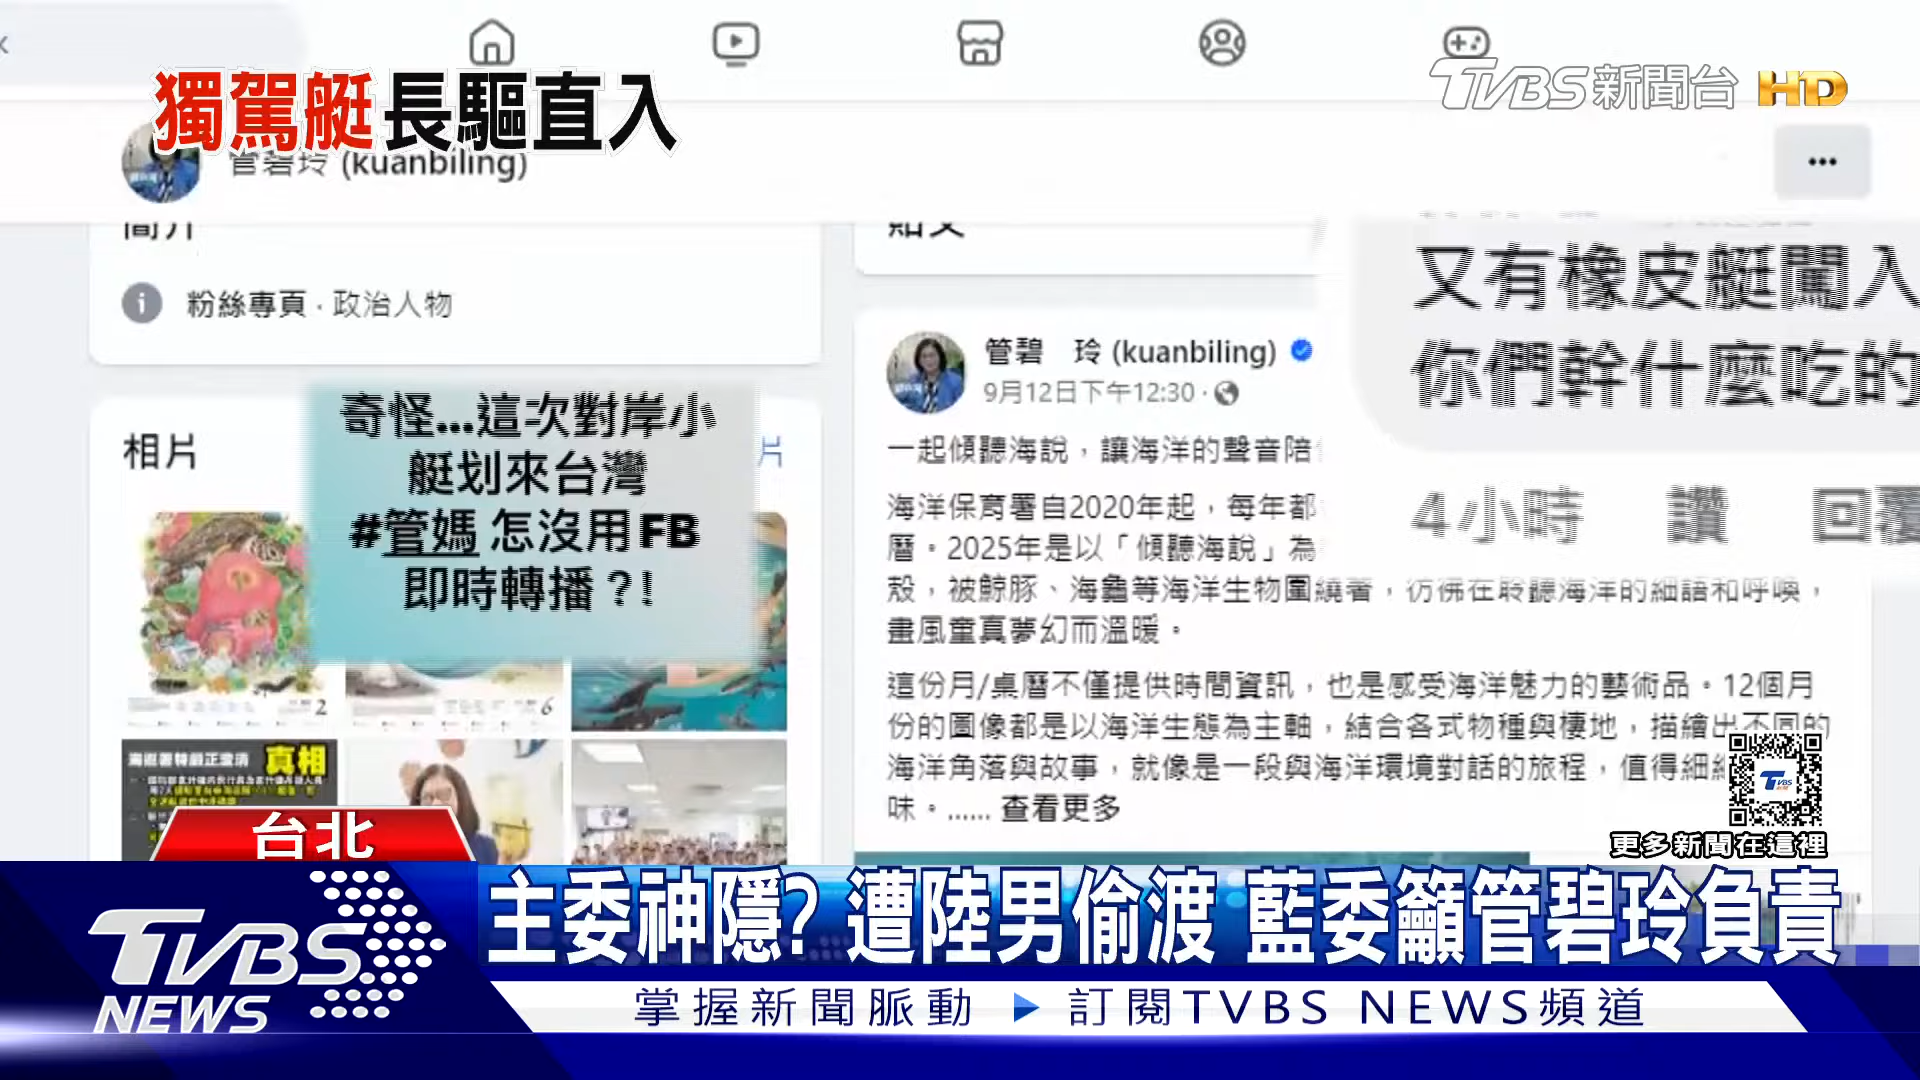 獨駕艇長驅直入
TVBS新聞台 HD
管碧玲 (kuanbiling)
簡介
貼文
粉絲專頁 · 政治人物
相片
奇怪...這次對岸小
艇划來台灣
#管媽 怎沒用FB
即時轉播？!
2
6
真相
管碧 玲 (kuanbiling)
9月12日下午12:30
一起傾聽海說，讓海洋的聲音陪
海洋保育署自2020年起，每年都
曆。2025年是以「傾聽海說」為
殼，被鯨豚、海龜等海洋生物圍繞著，彷彿在聆聽海洋的細語和呼喚，
畫風童真夢幻而溫暖。
這份月/桌曆不僅提供時間資訊，也是感受海洋魅力的藝術品。12個月
份的圖像都是以海洋生態為主軸，結合各式物種與棲地，描繪出不同的
海洋角落與故事，就像是一段與海洋環境對話的旅程，值得細
味。...... 查看更多
又有橡皮艇闖入
你們幹什麼吃的
4小時 讚 回覆
TVBS
更多新聞在這裡
台北
主委神隱? 遭陸男偷渡 藍委籲管碧玲負責
TVBS
NEWS
掌握新聞脈動 ▶ 訂閱TVBS NEWS頻道